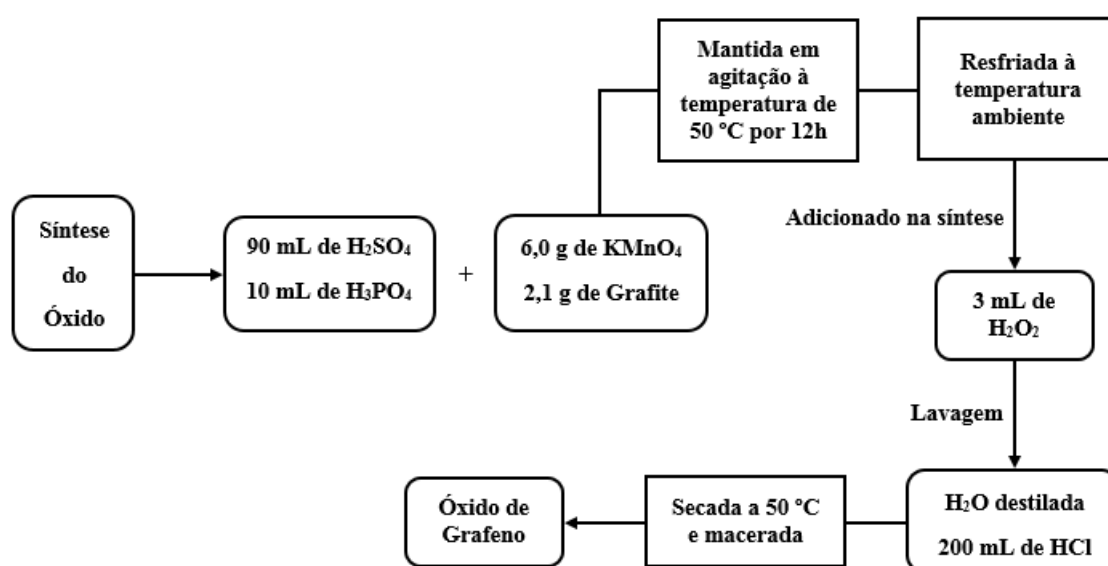 Síntese
do
Óxido
90 mL de H₂SO₄
10 mL de H₃PO₄
+
6,0 g de KMnO₄
2,1 g de Grafite
Mantida em
agitação à
temperatura de
50 ºC por 12h
Resfriada à
temperatura
ambiente
Adicionado na síntese
3 mL de
H₂O₂
Lavagem
H₂O destilada
200 mL de HCl
Secada a 50 ºC
e macerada
Óxido de
Grafeno